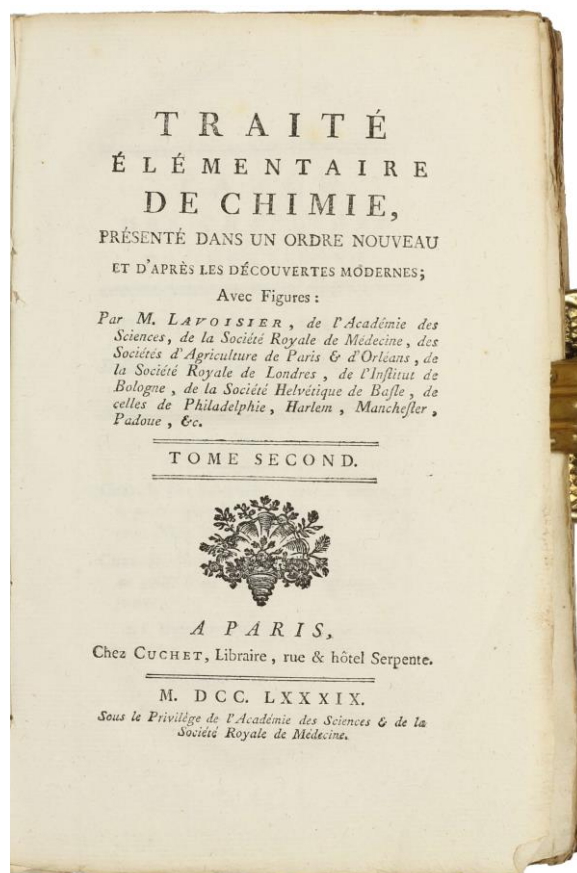 TRAITÉ
ÉLÉMENTAIRE
DE CHIMIE,
PRÉSENTÉ DANS UN ORDRE NOUVEAU
ET D'APRÈS LES DÉCOUVERTES MODERNES;
Avec Figures :
Par M. LAVOISIER, de l'Académie des
Sciences, de la Société Royale de Médecine, des
Sociétés d'Agriculture de Paris & d'Orléans, de
la Société Royale de Londres, de l'Inſtitut de
Bologne, de la Société Helvétique de Baſle, de
celles de Philadelphie, Harlem, Mancheſter,
Padoue, &c.
TOME SECOND.
A PARIS,
Chez CUCHET, Libraire, rue & hôtel Serpente.
M. DCC. LXXXIX.
Sous le Privilège de l'Académie des Sciences & de la
Société Royale de Médecine.